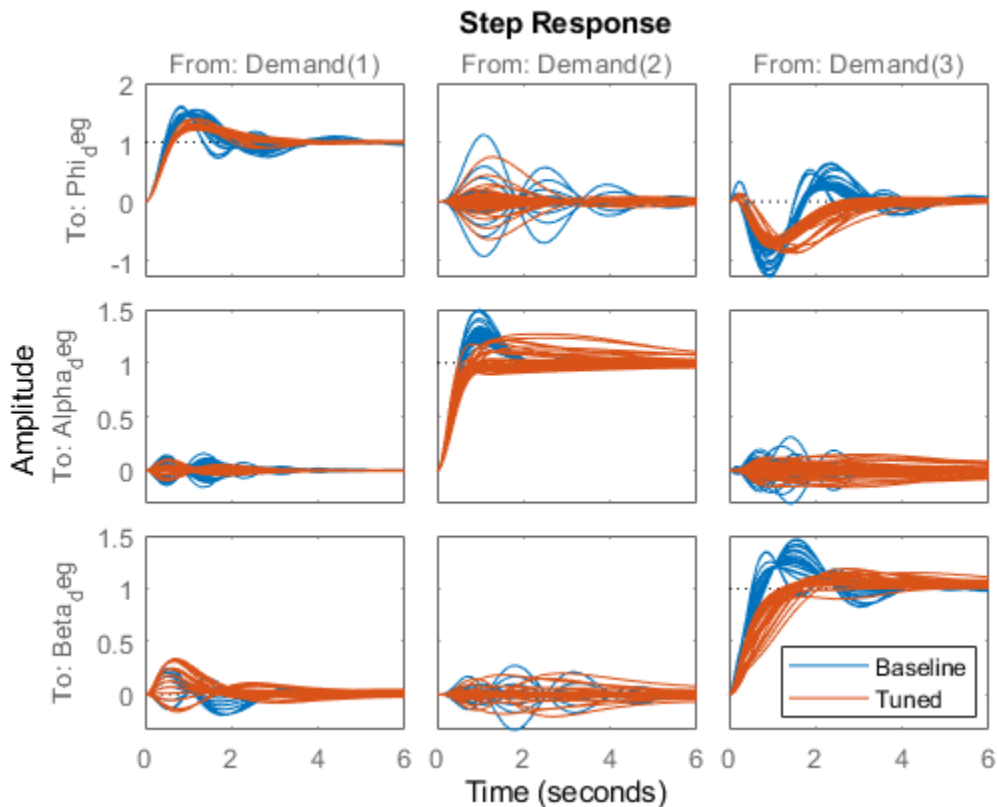 Step Response
From: Demand(1) From: Demand(2) From: Demand(3)
Amplitude
To: Phi_deg
2
1
0
-1
To: Alpha_deg
1.5
1
0.5
0
To: Beta_deg
1.5
1
0.5
0
Baseline
Tuned
0 2 4 6 0 2 4 6 0 2 4 6
Time (seconds)